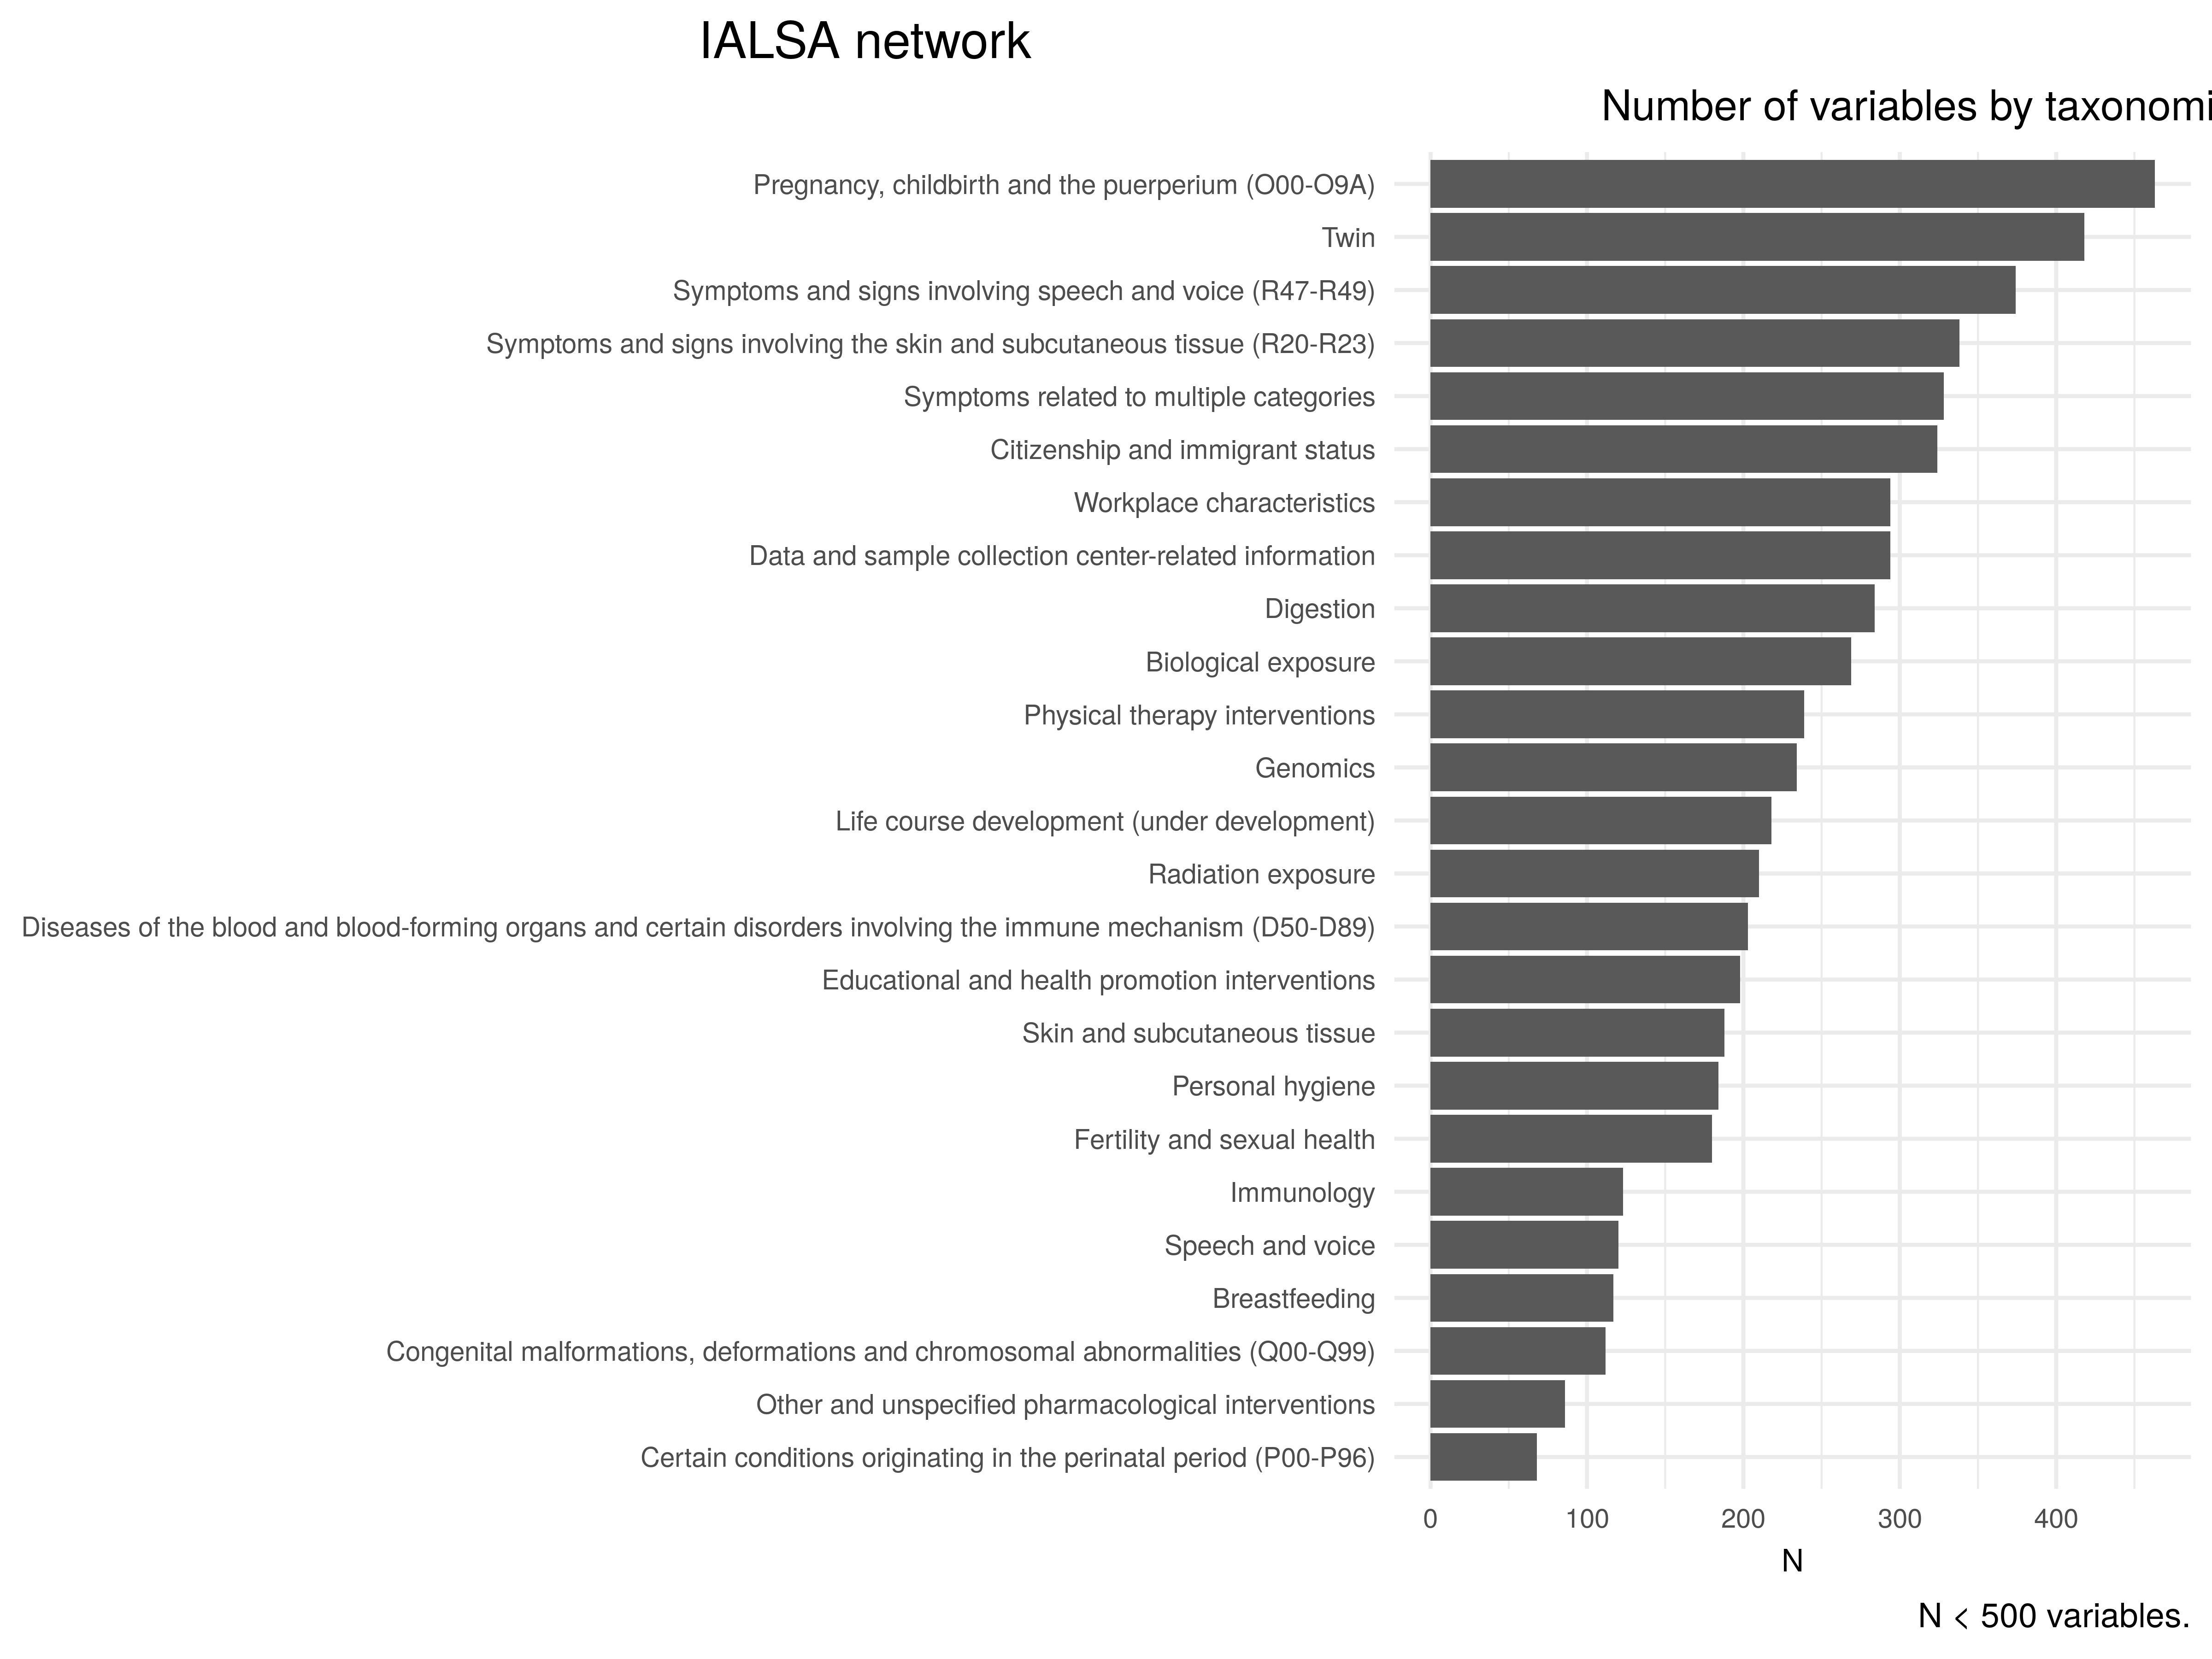 IALSA network
Number of variables by taxonomi
Pregnancy, childbirth and the puerperium (O00-O9A)
Twin
Symptoms and signs involving speech and voice (R47-R49)
Symptoms and signs involving the skin and subcutaneous tissue (R20-R23)
Symptoms related to multiple categories
Citizenship and immigrant status
Workplace characteristics
Data and sample collection center-related information
Digestion
Biological exposure
Physical therapy interventions
Genomics
Life course development (under development)
Radiation exposure
Diseases of the blood and blood-forming organs and certain disorders involving the immune mechanism (D50-D89)
Educational and health promotion interventions
Skin and subcutaneous tissue
Personal hygiene
Fertility and sexual health
Immunology
Speech and voice
Breastfeeding
Congenital malformations, deformations and chromosomal abnormalities (Q00-Q99)
Other and unspecified pharmacological interventions
Certain conditions originating in the perinatal period (P00-P96)
0 100 200 300 400
N
N < 500 variables.